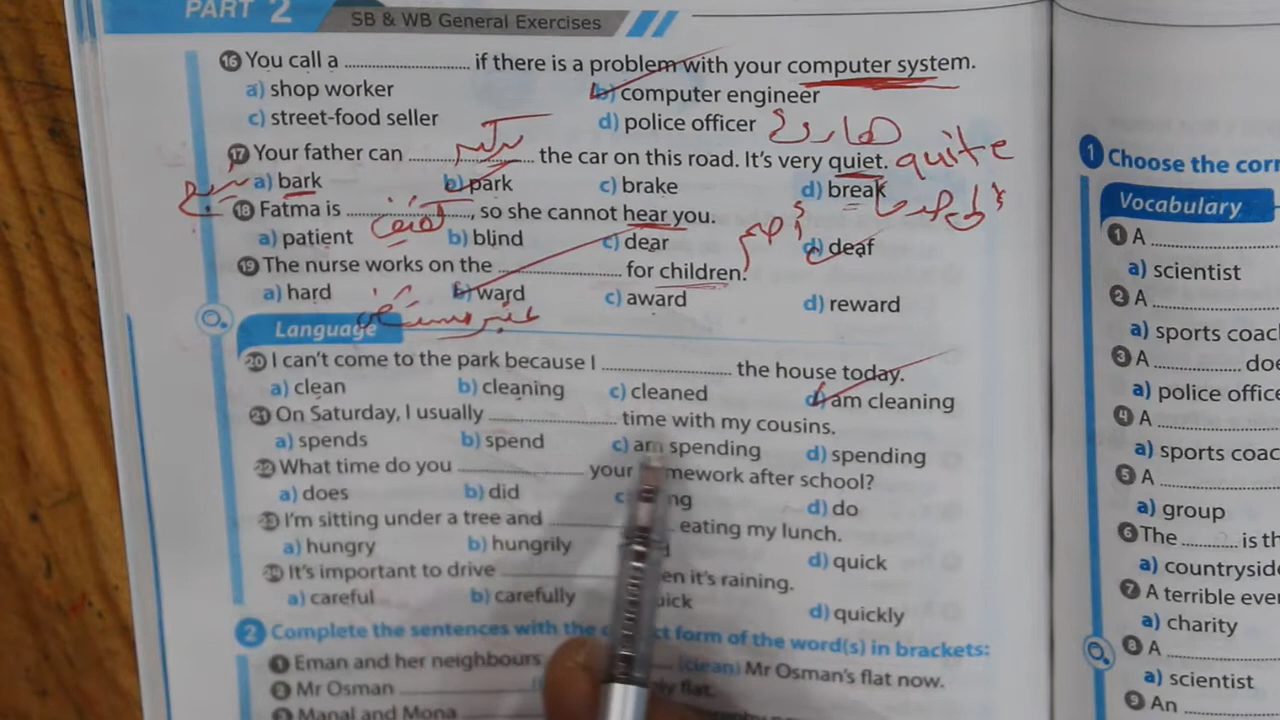 PART 2
SB & WB General Exercises
16 You call a .................... if there is a problem with your computer system.
a) shop worker b) computer engineer
c) street-food seller d) police officer
هادئ
17 Your father can .................... the car on this road. It's very quiet. quite
a) bark b) park c) brake d) break
18 Fatma is ...................., so she cannot hear you.
a) patient b) blind c) dear d) deaf
19 The nurse works on the .................... for children.
a) hard b) ward c) award d) reward
Language
20 I can't come to the park because I .................... the house today.
a) clean b) cleaning c) cleaned d) am cleaning
21 On Saturday, I usually .................... time with my cousins.
a) spends b) spend c) am spending d) spending
22 What time do you .................... your mework after school?
a) does b) did c ng d) do
23 I'm sitting under a tree and .................... eating my lunch.
a) hungry b) hungrily d) quick
24 It's important to drive .................... en it's raining.
a) careful b) carefully uick d) quickly
2 Complete the sentences with the c ct form of the word(s) in brackets:
1 Eman and her neighbours .......... (clean) Mr Osman's flat now.
2 Mr Osman .......... ly flat.
3 Manal and Mona
1 Choose the corr
Vocabulary
1 A ....................
a) scientist
2 A ....................
a) sports coac
3 A .................... doe
a) police office
4 A ....................
a) sports coac
5 A ....................
a) group
6 The .......... is th
a) countryside
7 A terrible even
a) charity
8 A ....................
a) scientist
9 An ..........